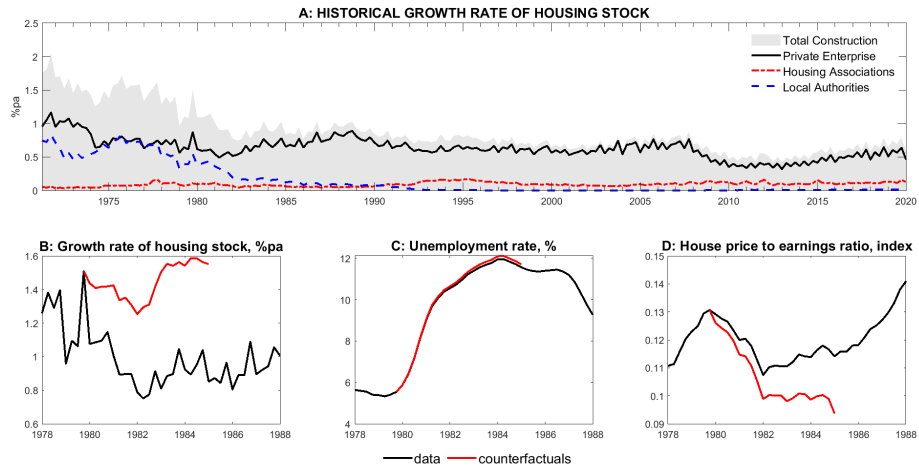 A: HISTORICAL GROWTH RATE OF HOUSING STOCK
2.5
2
1.5
1
0.5
0
%pa
Total Construction
Private Enterprise
Housing Associations
Local Authorities
1975 1980 1985 1990 1995 2000 2005 2010 2015 2020
B: Growth rate of housing stock, %pa
1.6
1.4
1.2
1
0.8
0.6
1978 1980 1982 1984 1986 1988
C: Unemployment rate, %
12
10
8
6
4
1978 1980 1982 1984 1986 1988
D: House price to earnings ratio, index
0.15
0.14
0.13
0.12
0.11
0.1
0.09
1978 1980 1982 1984 1986 1988
data counterfactuals